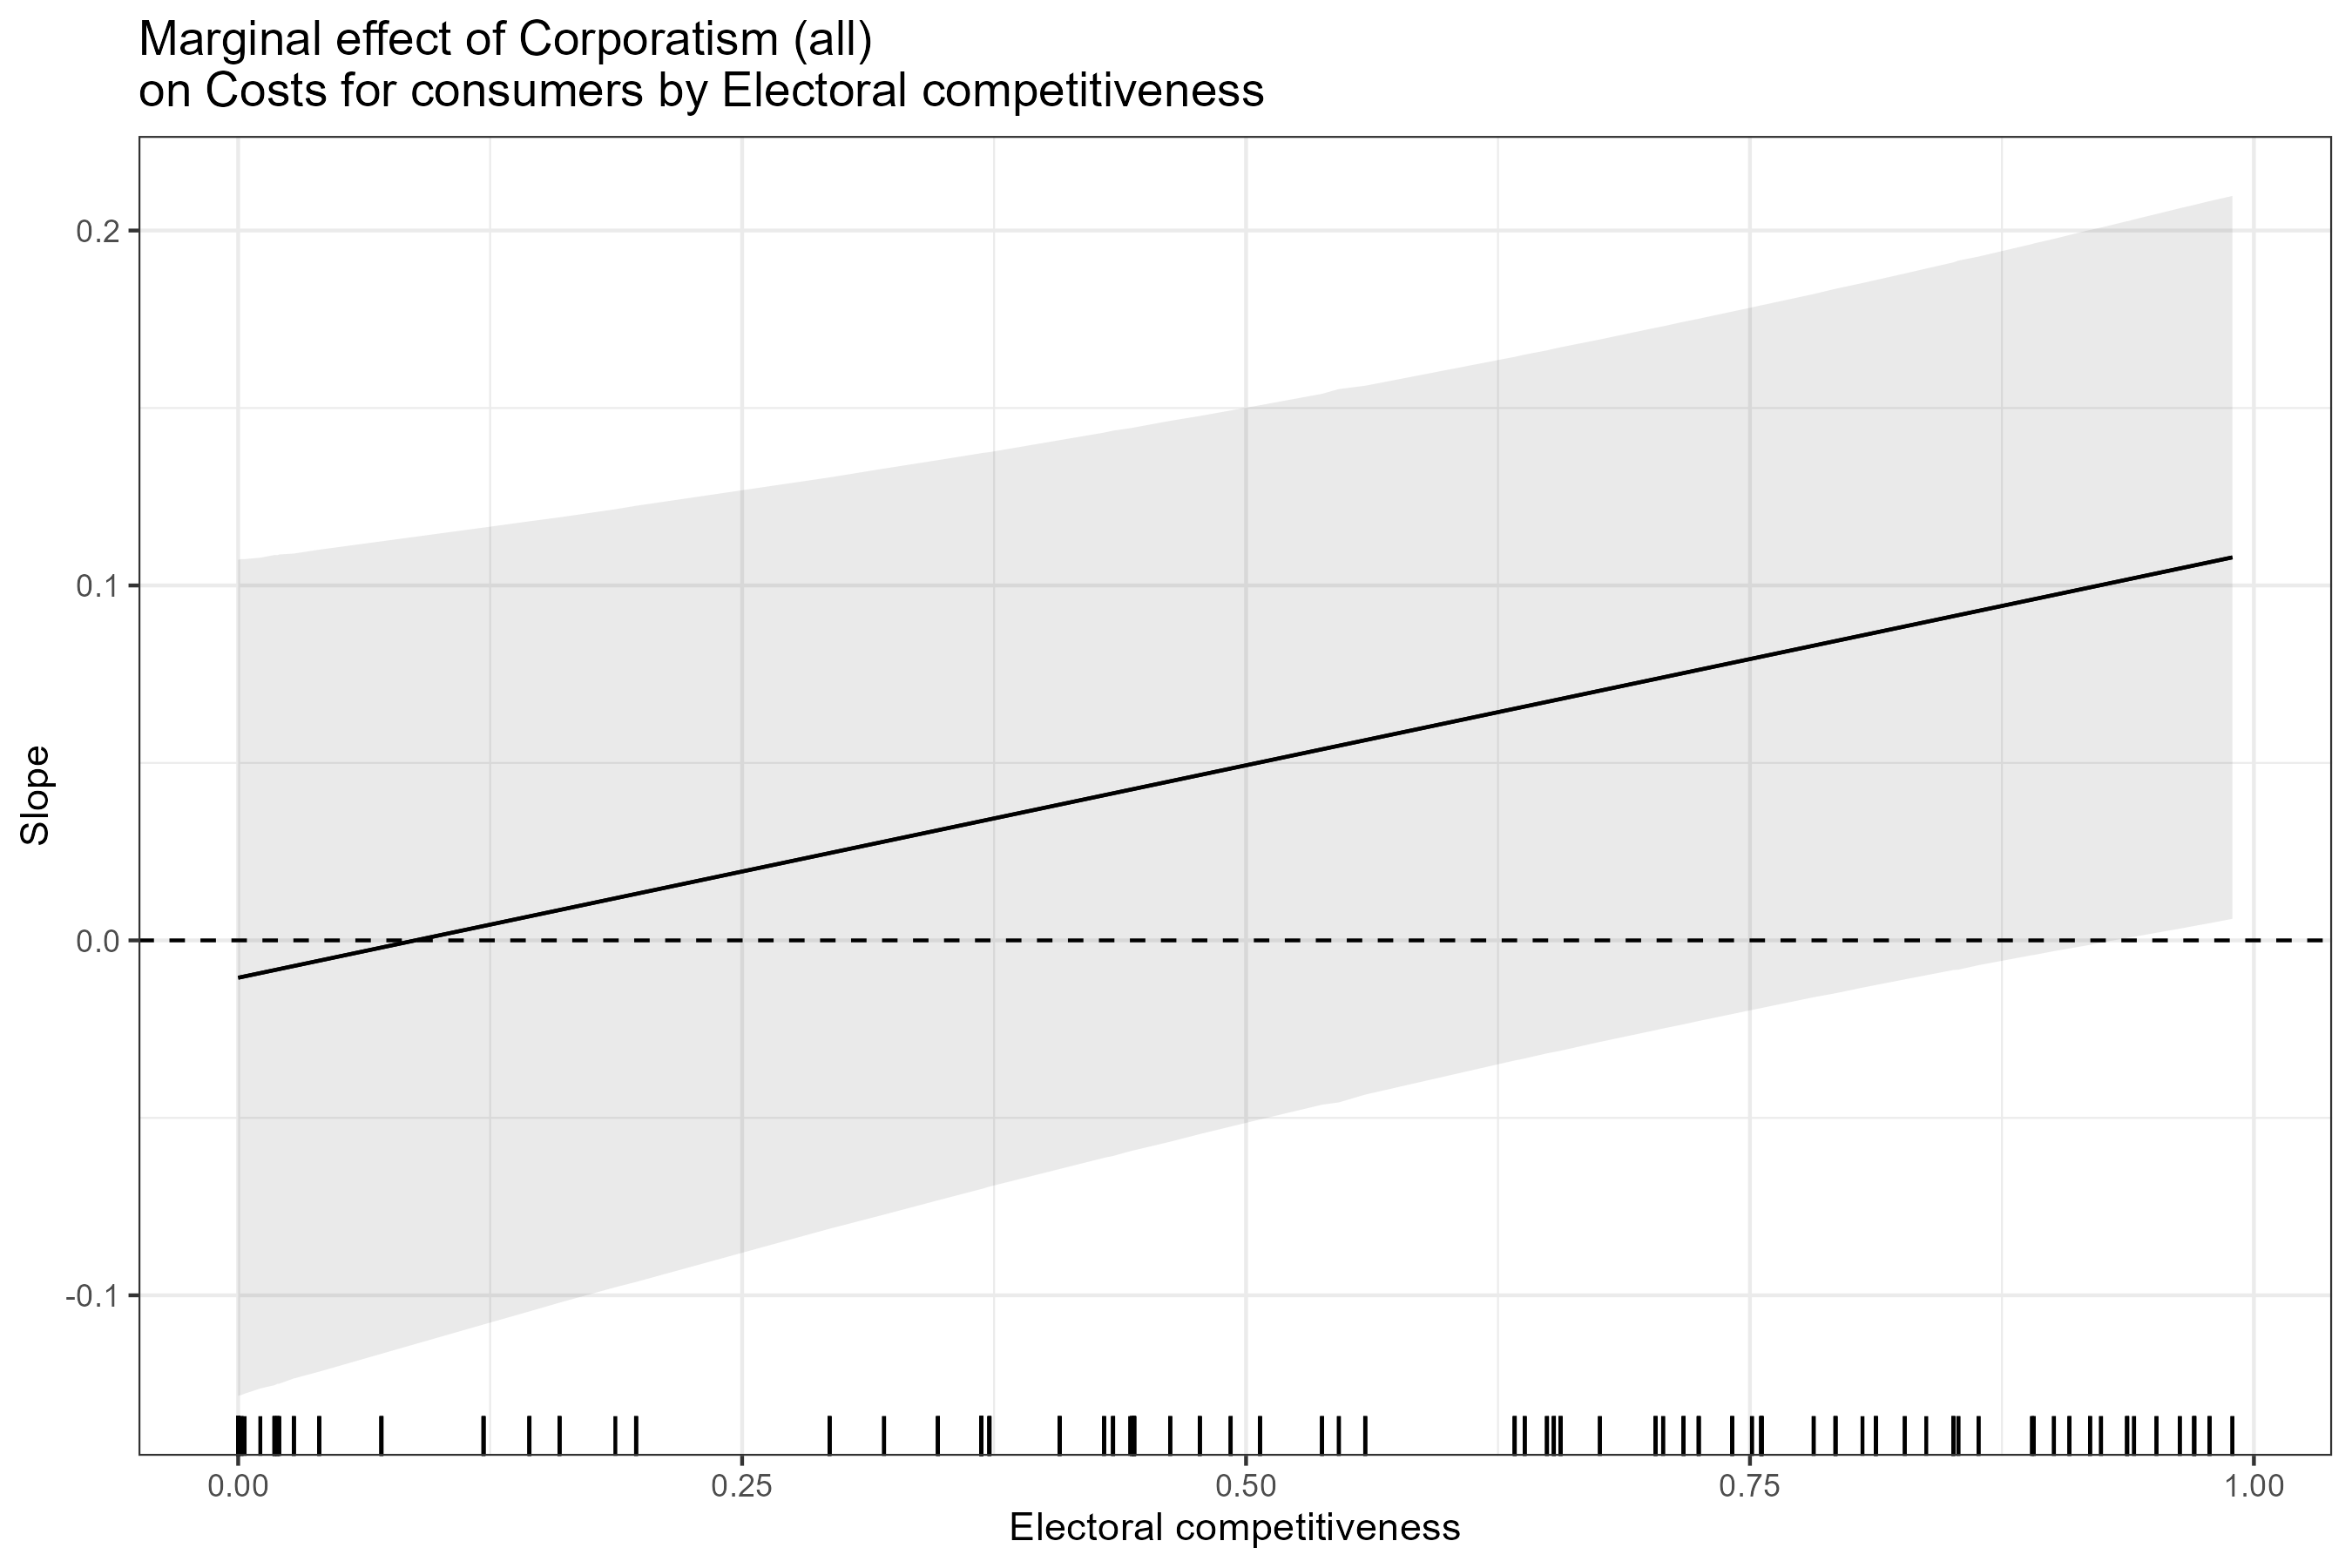 Marginal effect of Corporatism (all)
on Costs for consumers by Electoral competitiveness
Slope
0.2
0.1
0.0
-0.1
0.00 0.25 0.50 0.75 1.00
Electoral competitiveness